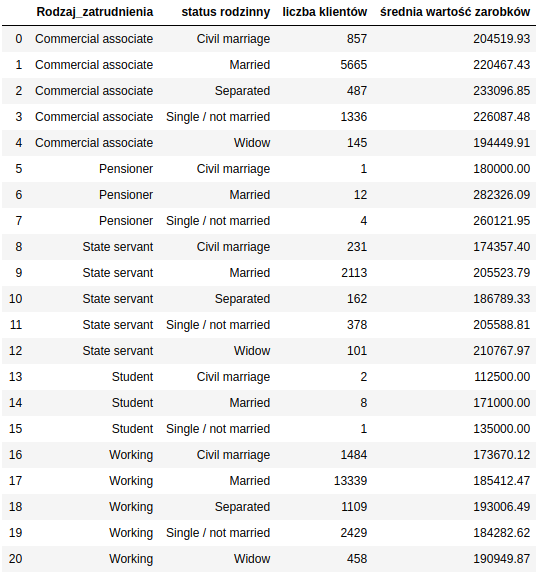 Rodzaj_zatrudnienia status rodzinny liczba klientów średnia wartość zarobków
0 Commercial associate Civil marriage 857 204519.93
1 Commercial associate Married 5665 220467.43
2 Commercial associate Separated 487 233096.85
3 Commercial associate Single / not married 1336 226087.48
4 Commercial associate Widow 145 194449.91
5 Pensioner Civil marriage 1 180000.00
6 Pensioner Married 12 282326.09
7 Pensioner Single / not married 4 260121.95
8 State servant Civil marriage 231 174357.40
9 State servant Married 2113 205523.79
10 State servant Separated 162 186789.33
11 State servant Single / not married 378 205588.81
12 State servant Widow 101 210767.97
13 Student Civil marriage 2 112500.00
14 Student Married 8 171000.00
15 Student Single / not married 1 135000.00
16 Working Civil marriage 1484 173670.12
17 Working Married 13339 185412.47
18 Working Separated 1109 193006.49
19 Working Single / not married 2429 184282.62
20 Working Widow 458 190949.87